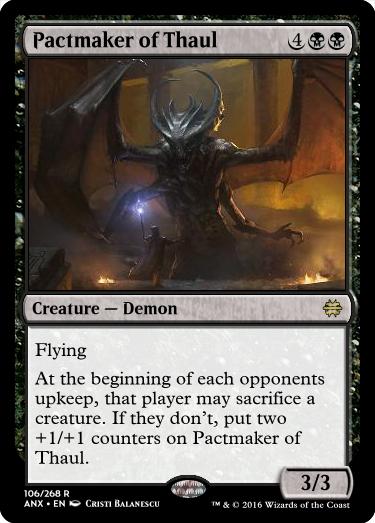 Pactmaker of Thaul 4
Creature — Demon
Flying
At the beginning of each opponents
upkeep, that player may sacrifice a
creature. If they don't, put two
+1/+1 counters on Pactmaker of
Thaul.
3/3
106/268 R
ANX • EN CRISTI BALANESCU ™ & © 2016 Wizards of the Coast